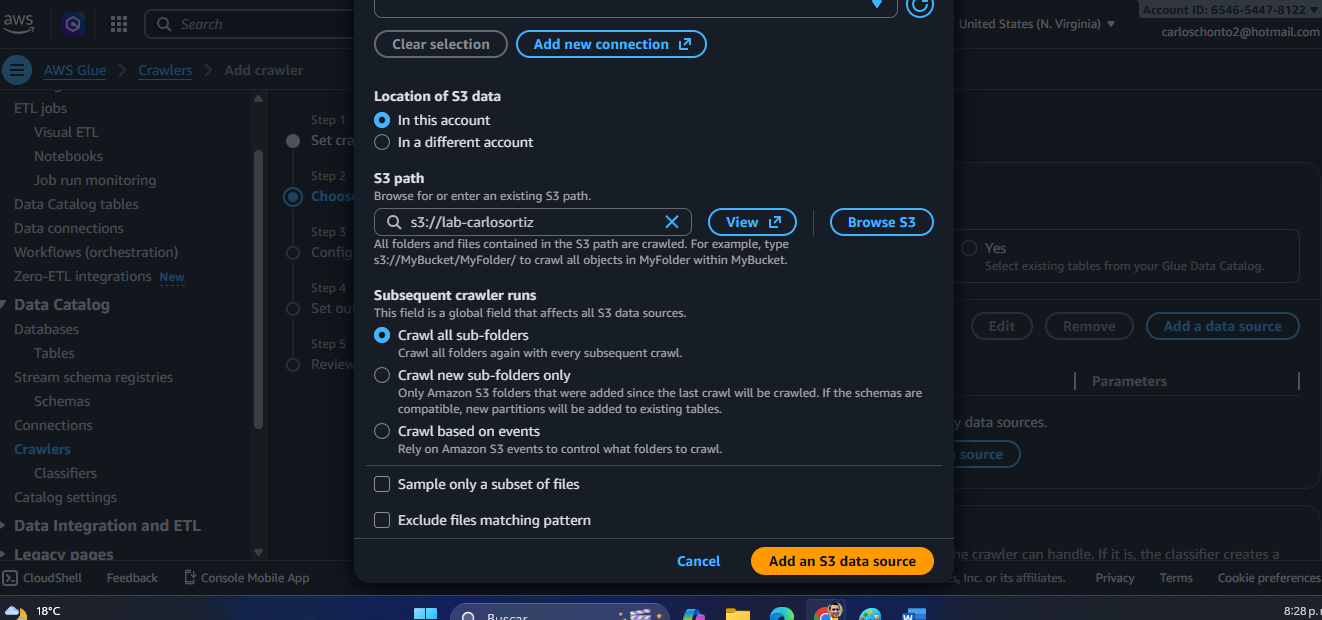 aws
Search
United States (N. Virginia)
Account ID: 6546-5447-8122
carloschonto2@hotmail.com
AWS Glue
Crawlers
Add crawler
ETL jobs
Visual ETL
Notebooks
Job run monitoring
Data Catalog tables
Data connections
Workflows (orchestration)
Zero-ETL integrations New
Data Catalog
Databases
Tables
Stream schema registries
Schemas
Connections
Crawlers
Classifiers
Catalog settings
Data Integration and ETL
Legacy pages
Step 1
Set
Step 2
Step 3
Step 4
Set
Step 5
Review
Clear selection
Add new connection
Location of S3 data
In this account
In a different account
S3 path
Browse for or enter an existing S3 path.
s3://lab-carlosortiz
View
Browse S3
All folders and files contained in the S3 path are crawled. For example, type
s3://MyBucket/MyFolder/ to crawl all objects in MyFolder within MyBucket.
Subsequent crawler runs
This field is a global field that affects all S3 data sources.
Crawl all sub-folders
Crawl all folders again with every subsequent crawl.
Crawl new sub-folders only
Only Amazon S3 folders that were added since the last crawl will be crawled. If the schemas are
compatible, new partitions will be added to existing tables.
Crawl based on events
Rely on Amazon S3 events to control what folders to crawl.
Sample only a subset of files
Exclude files matching pattern
Cancel
Add an S3 data source
Yes
Select existing tables from your Glue Data Catalog.
Edit
Remove
Add a data source
Parameters
data sources.
source
the crawler can handle. If it is, the classifier creates a
CloudShell
Feedback
Console Mobile App
Inc. or its affiliates.
Privacy
Terms
Cookie preferences
18°C
Buscar
8:28 p.